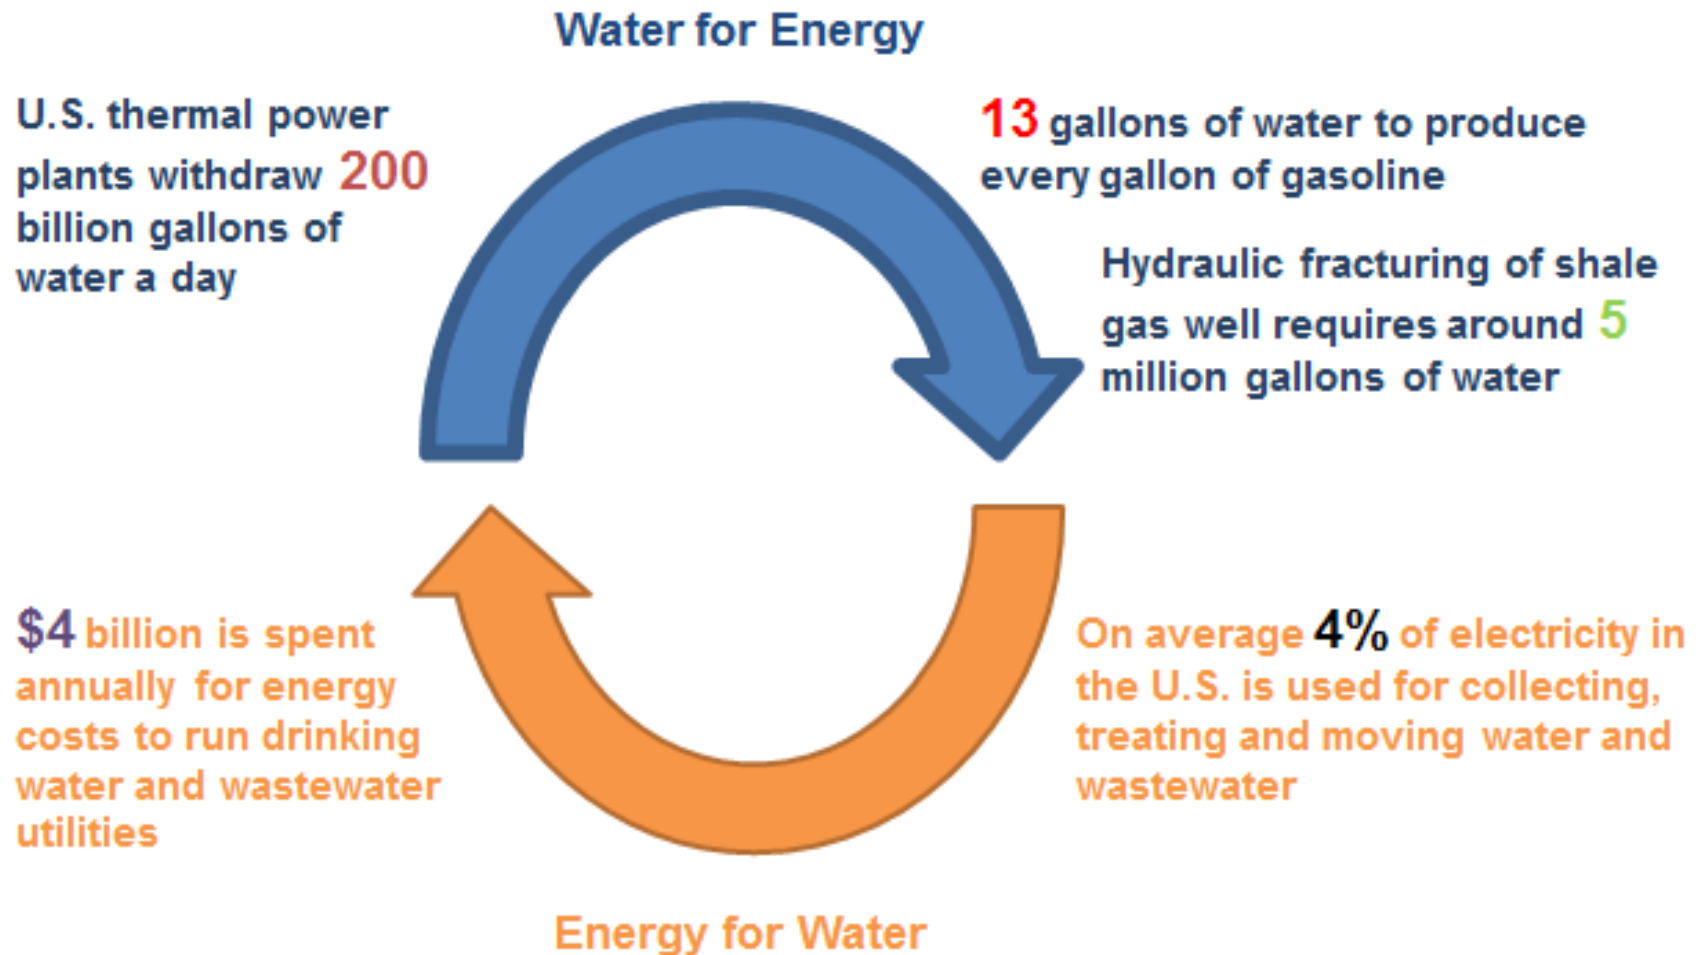 Water for Energy
U.S. thermal power
plants withdraw 200
billion gallons of
water a day
13 gallons of water to produce
every gallon of gasoline
Hydraulic fracturing of shale
gas well requires around 5
million gallons of water
$4 billion is spent
annually for energy
costs to run drinking
water and wastewater
utilities
On average 4% of electricity in
the U.S. is used for collecting,
treating and moving water and
wastewater
Energy for Water